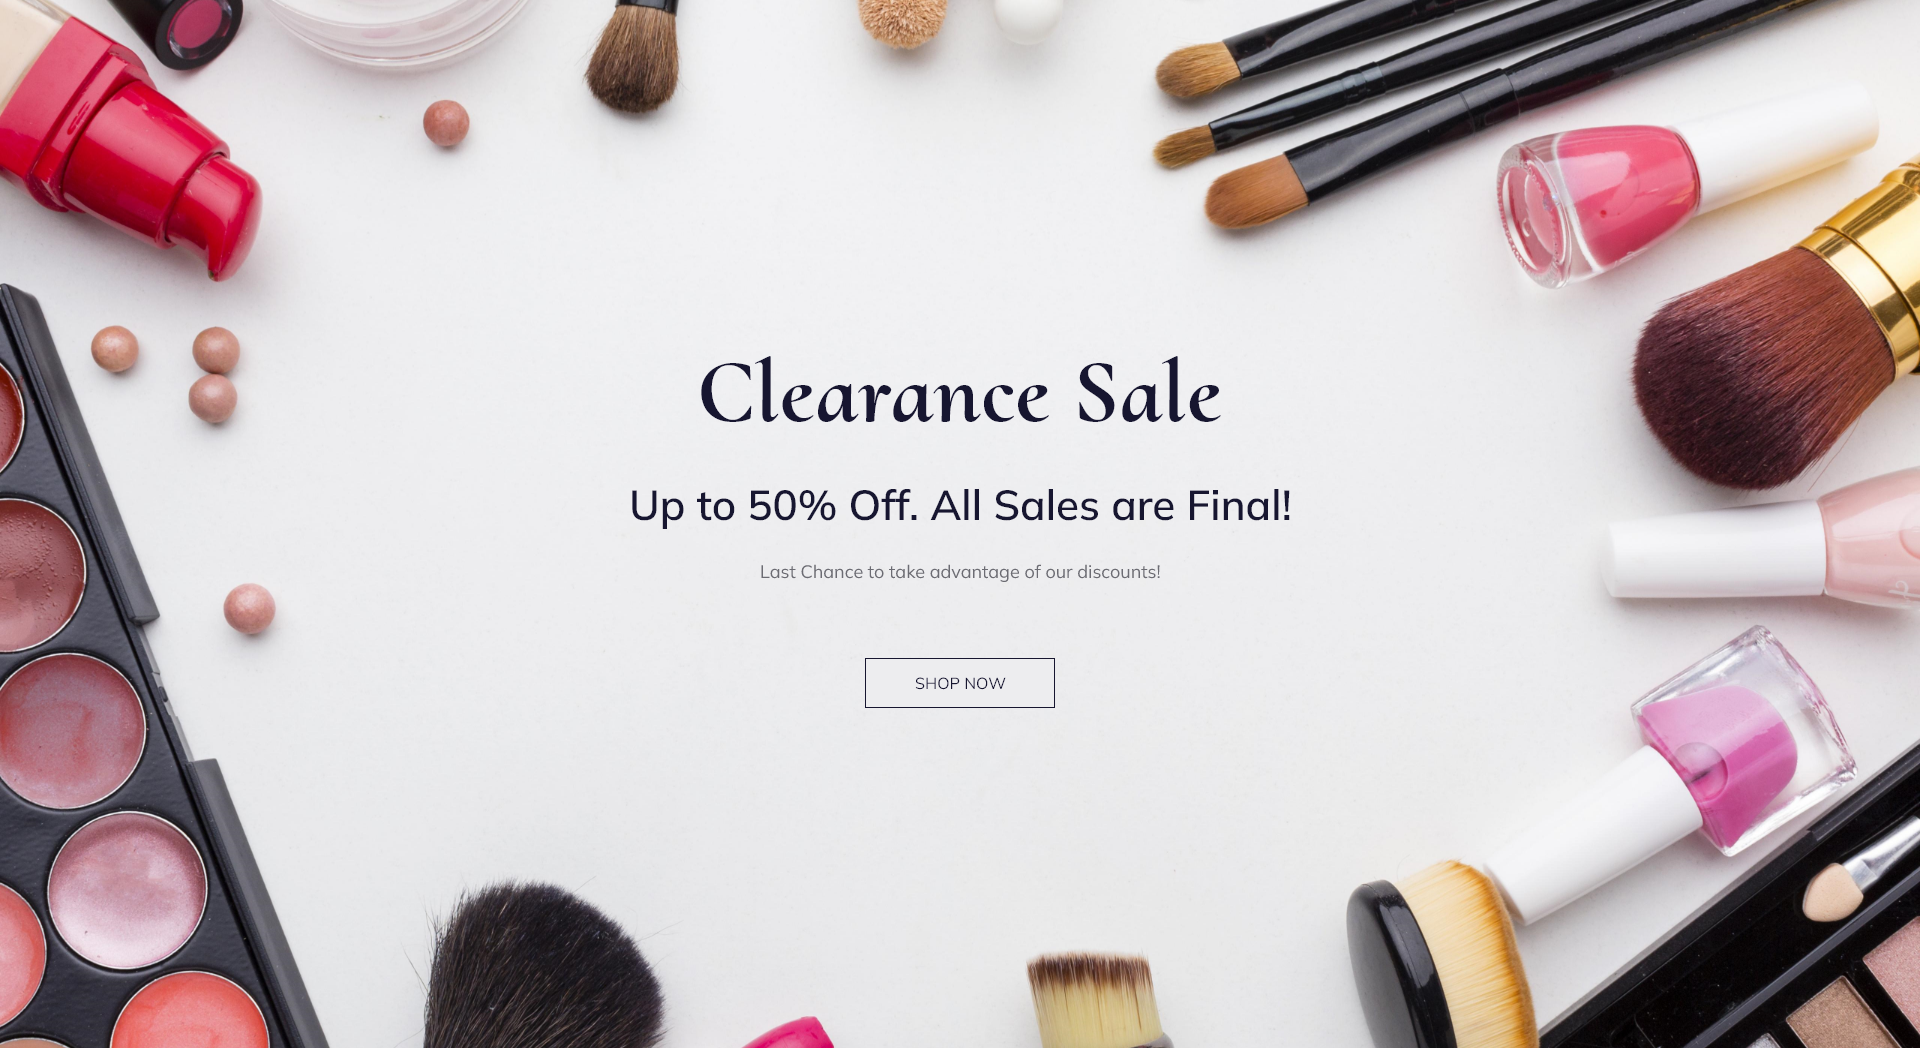 Clearance Sale
Up to 50% Off. All Sales are Final!
Last Chance to take advantage of our discounts!
SHOP NOW